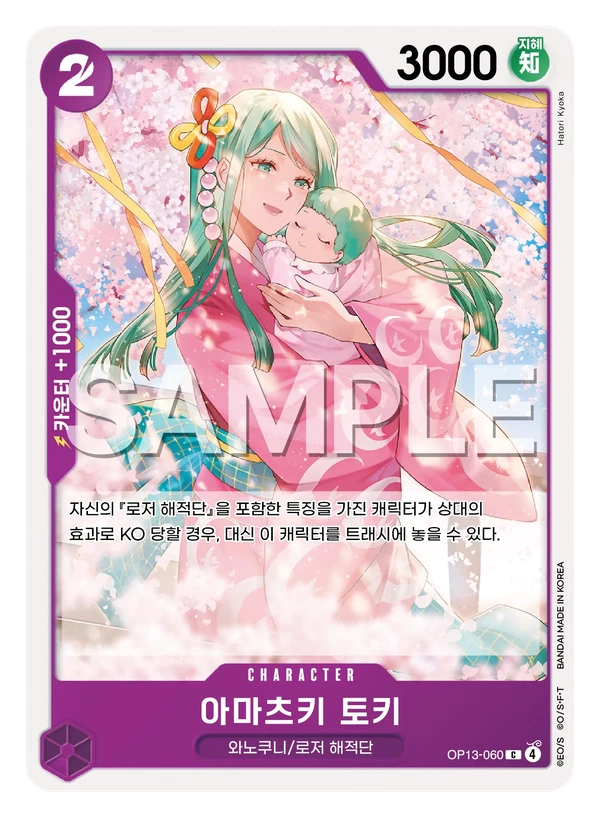 2
3000
지혜
知
Hatori Kyoka
카운터 +1000
SAMPLE
자신의 『로저 해적단』을 포함한 특징을 가진 캐릭터가 상대의
효과로 KO 당할 경우, 대신 이 캐릭터를 트래시에 놓을 수 있다.
CHARACTER
아마츠키 토키
와노쿠니/로저 해적단
OP13-060 C 4
©EO/S ©O/S·F·T BANDAI MADE IN KOREA